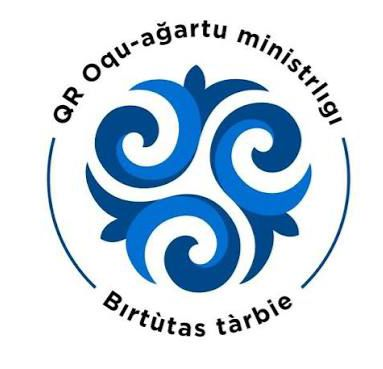 QR Oqu-ağartu ministrlıgı
Bırtùtas tàrbie